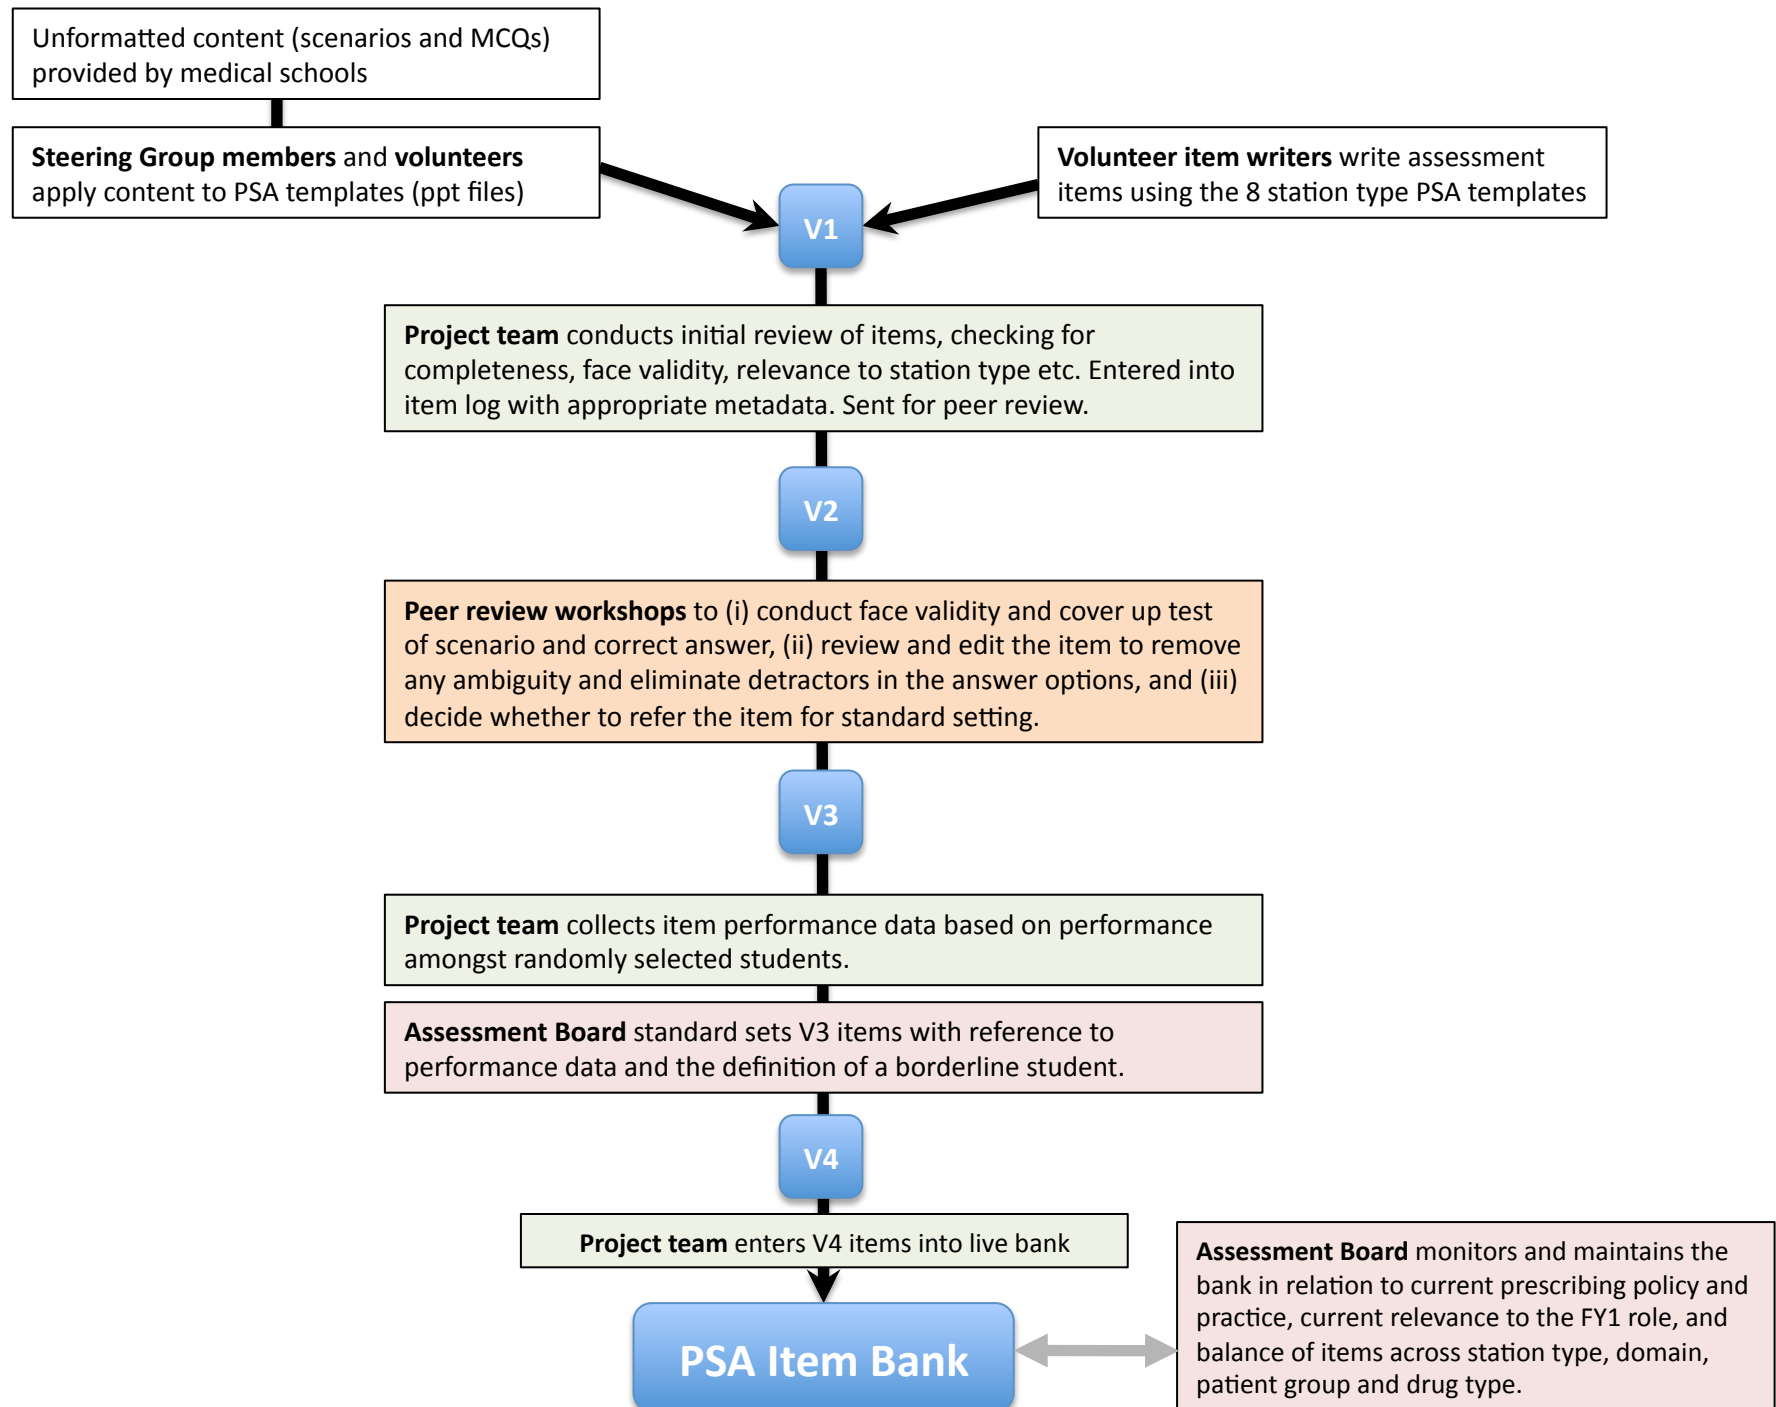 Unformatted content (scenarios and MCQs)
provided by medical schools
Steering Group members and volunteers
apply content to PSA templates (ppt files)
Volunteer item writers write assessment
items using the 8 station type PSA templates
V1
Project team conducts initial review of items, checking for
completeness, face validity, relevance to station type etc. Entered into
item log with appropriate metadata. Sent for peer review.
V2
Peer review workshops to (i) conduct face validity and cover up test
of scenario and correct answer, (ii) review and edit the item to remove
any ambiguity and eliminate detractors in the answer options, and (iii)
decide whether to refer the item for standard setting.
V3
Project team collects item performance data based on performance
amongst randomly selected students.
Assessment Board standard sets V3 items with reference to
performance data and the definition of a borderline student.
V4
Project team enters V4 items into live bank
PSA Item Bank
Assessment Board monitors and maintains the
bank in relation to current prescribing policy and
practice, current relevance to the FY1 role, and
balance of items across station type, domain,
patient group and drug type.